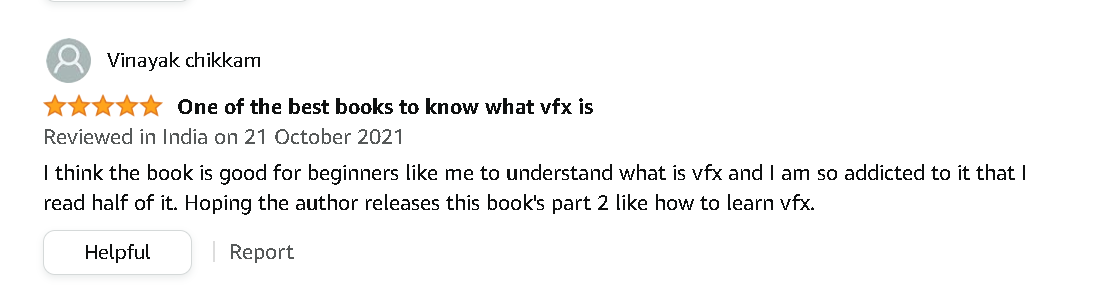 Vinayak chikkam
One of the best books to know what vfx is
Reviewed in India on 21 October 2021
I think the book is good for beginners like me to understand what is vfx and I am so addicted to it that I
read half of it. Hoping the author releases this book's part 2 like how to learn vfx.
Helpful
Report